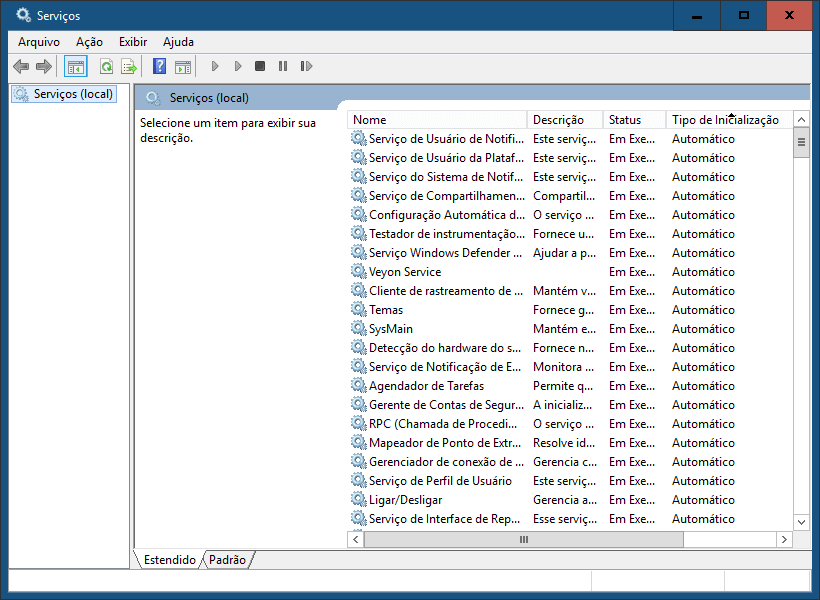 Serviços
Arquivo Ação Exibir Ajuda
Serviços (local)
Serviços (local)
Selecione um item para exibir sua
descrição.
Nome Descrição Status Tipo de Inicialização
Serviço de Usuário de Notifi... Este serviç... Em Exe... Automático
Serviço de Usuário da Plataf... Este serviç... Em Exe... Automático
Serviço do Sistema de Notif... Este serviç... Em Exe... Automático
Serviço de Compartilhamen... Compartil... Em Exe... Automático
Configuração Automática d... O serviço ... Em Exe... Automático
Testador de instrumentação... Fornece u... Em Exe... Automático
Serviço Windows Defender ... Ajudar a p... Em Exe... Automático
Veyon Service Em Exe... Automático
Cliente de rastreamento de ... Mantém v... Em Exe... Automático
Temas Fornece g... Em Exe... Automático
SysMain Mantém e... Em Exe... Automático
Detecção do hardware do s... Fornece n... Em Exe... Automático
Serviço de Notificação de E... Monitora ... Em Exe... Automático
Agendador de Tarefas Permite q... Em Exe... Automático
Gerente de Contas de Segur... A inicializ... Em Exe... Automático
RPC (Chamada de Procedi... O serviço ... Em Exe... Automático
Mapeador de Ponto de Extr... Resolve id... Em Exe... Automático
Gerenciador de conexão de ... Gerencia c... Em Exe... Automático
Serviço de Perfil de Usuário Este serviç... Em Exe... Automático
Ligar/Desligar Gerencia a... Em Exe... Automático
Serviço de Interface de Rep... Esse serviç... Em Exe... Automático
Estendido Padrão